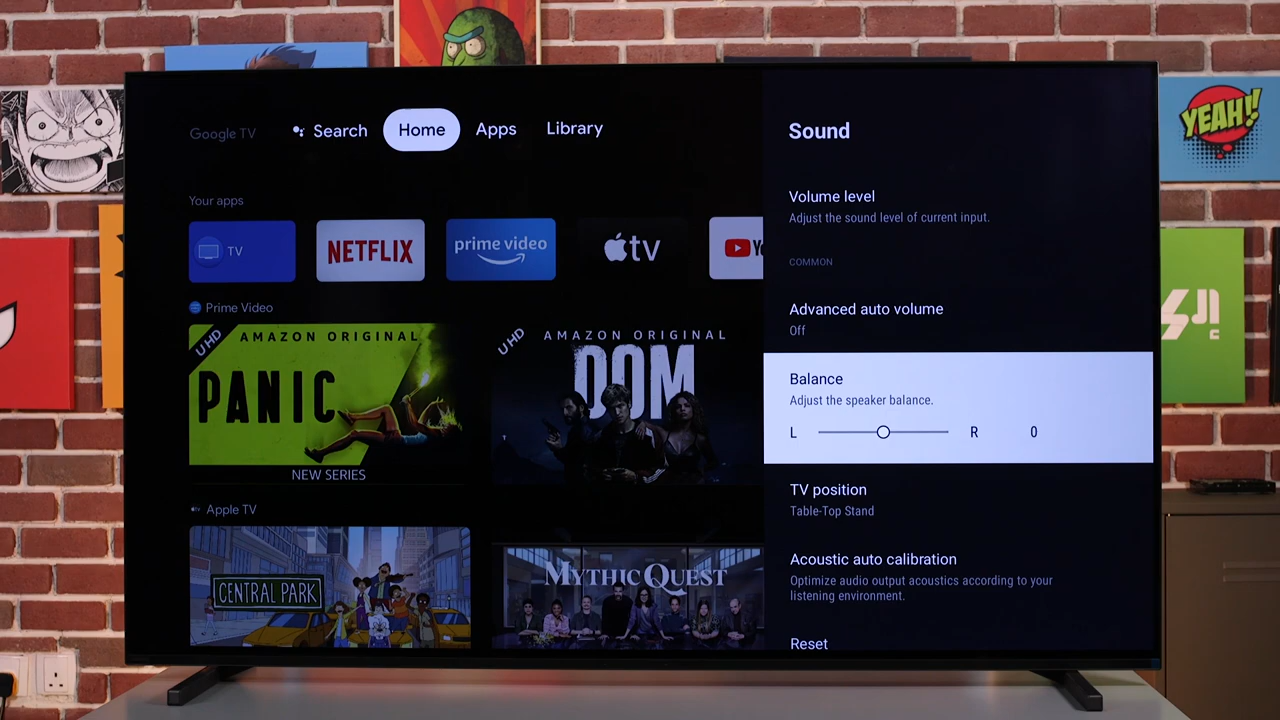 YEAH!
Google TV
Search
Home
Apps
Library
Your apps
TV
NETFLIX
prime video
tv
Prime Video
UHD
AMAZON ORIGINAL
PANIC
NEW SERIES
UHD
AMAZON ORIGINAL
DOM
tv
Apple TV
CENTRAL PARK
MYTHIC QUEST
Sound
Volume level
Adjust the sound level of current input.
COMMON
Advanced auto volume
Off
Balance
Adjust the speaker balance.
L R 0
TV position
Table-Top Stand
Acoustic auto calibration
Optimize audio output acoustics according to your
listening environment.
Reset